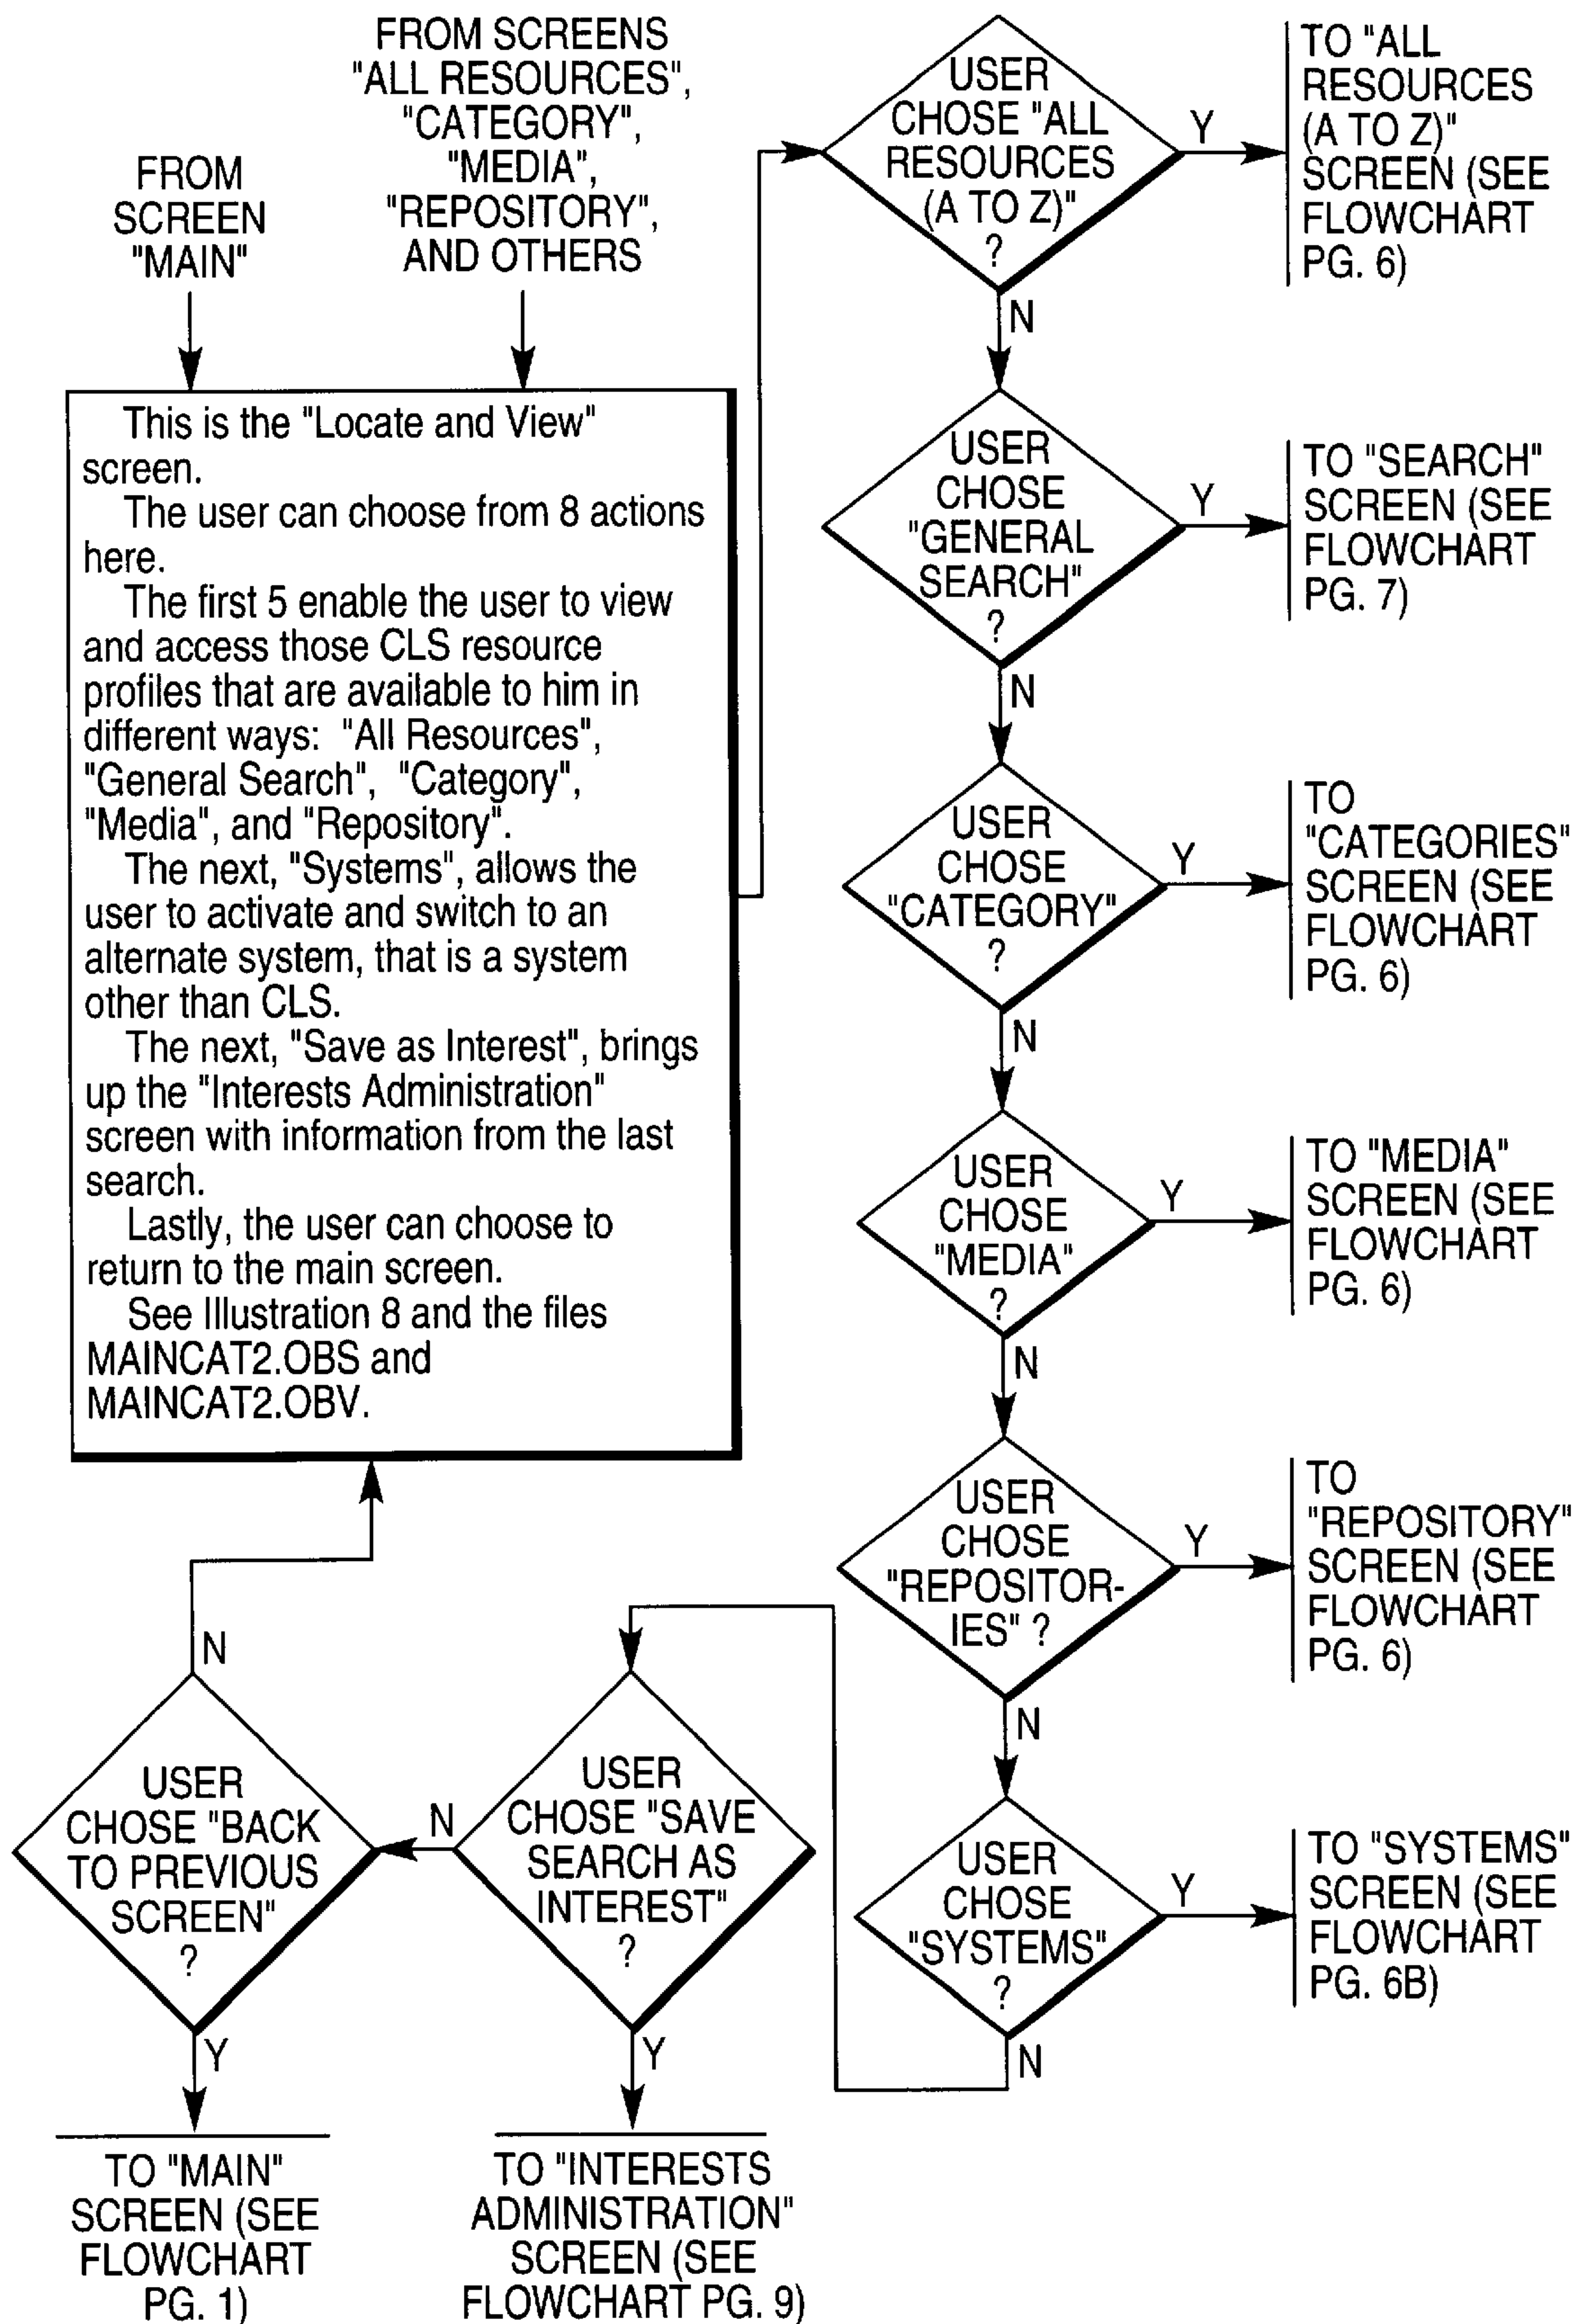 FROM
SCREEN
"MAIN"
FROM SCREENS
"ALL RESOURCES",
"CATEGORY",
"MEDIA",
"REPOSITORY",
AND OTHERS
This is the "Locate and View"
screen.
The user can choose from 8 actions
here.
The first 5 enable the user to view
and access those CLS resource
profiles that are available to him in
different ways: "All Resources",
"General Search", "Category",
"Media", and "Repository".
The next, "Systems", allows the
user to activate and switch to an
alternate system, that is a system
other than CLS.
The next, "Save as Interest", brings
up the "Interests Administration"
screen with information from the last
search.
Lastly, the user can choose to
return to the main screen.
See Illustration 8 and the files
MAINCAT2.OBS and
MAINCAT2.OBV.
USER
CHOSE "ALL
RESOURCES
(A TO Z)"
?
Y
TO "ALL
RESOURCES
(A TO Z)"
SCREEN (SEE
FLOWCHART
PG. 6)
N
USER
CHOSE
"GENERAL
SEARCH"
?
Y
TO "SEARCH"
SCREEN (SEE
FLOWCHART
PG. 7)
N
USER
CHOSE
"CATEGORY"
?
Y
TO
"CATEGORIES"
SCREEN (SEE
FLOWCHART
PG. 6)
N
USER
CHOSE
"MEDIA"
?
Y
TO "MEDIA"
SCREEN (SEE
FLOWCHART
PG. 6)
N
USER
CHOSE
"REPOSITOR-
IES" ?
Y
TO
"REPOSITORY"
SCREEN (SEE
FLOWCHART
PG. 6)
N
USER
CHOSE
"SYSTEMS"
?
Y
TO "SYSTEMS"
SCREEN (SEE
FLOWCHART
PG. 6B)
N
USER
CHOSE "SAVE
SEARCH AS
INTEREST"
?
Y
TO "INTERESTS
ADMINISTRATION"
SCREEN (SEE
FLOWCHART PG. 9)
N
USER
CHOSE "BACK
TO PREVIOUS
SCREEN"
?
N
Y
TO "MAIN"
SCREEN (SEE
FLOWCHART
PG. 1)